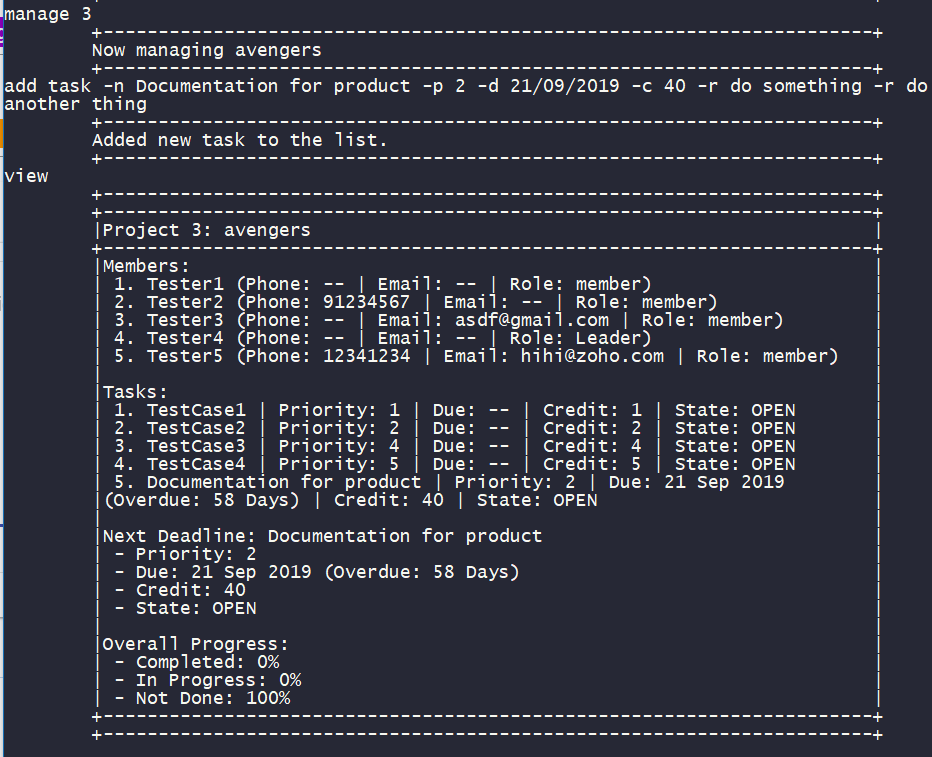 manage 3
+----------------------------------------------------------------------+
Now managing avengers
+----------------------------------------------------------------------+
add task -n Documentation for product -p 2 -d 21/09/2019 -c 40 -r do something -r do
another thing
+----------------------------------------------------------------------+
Added new task to the list.
+----------------------------------------------------------------------+
view
+----------------------------------------------------------------------+
+----------------------------------------------------------------------+
|Project 3: avengers |
+----------------------------------------------------------------------+
|Members: |
| 1. Tester1 (Phone: -- | Email: -- | Role: member) |
| 2. Tester2 (Phone: 91234567 | Email: -- | Role: member) |
| 3. Tester3 (Phone: -- | Email: asdf@gmail.com | Role: member) |
| 4. Tester4 (Phone: -- | Email: -- | Role: Leader) |
| 5. Tester5 (Phone: 12341234 | Email: hihi@zoho.com | Role: member) |
| |
|Tasks: |
| 1. TestCase1 | Priority: 1 | Due: -- | Credit: 1 | State: OPEN |
| 2. TestCase2 | Priority: 2 | Due: -- | Credit: 2 | State: OPEN |
| 3. TestCase3 | Priority: 4 | Due: -- | Credit: 4 | State: OPEN |
| 4. TestCase4 | Priority: 5 | Due: -- | Credit: 5 | State: OPEN |
| 5. Documentation for product | Priority: 2 | Due: 21 Sep 2019 |
|(Overdue: 58 Days) | Credit: 40 | State: OPEN |
| |
|Next Deadline: Documentation for product |
| - Priority: 2 |
| - Due: 21 Sep 2019 (Overdue: 58 Days) |
| - Credit: 40 |
| - State: OPEN |
| |
|Overall Progress: |
| - Completed: 0% |
| - In Progress: 0% |
| - Not Done: 100% |
+----------------------------------------------------------------------+
+----------------------------------------------------------------------+